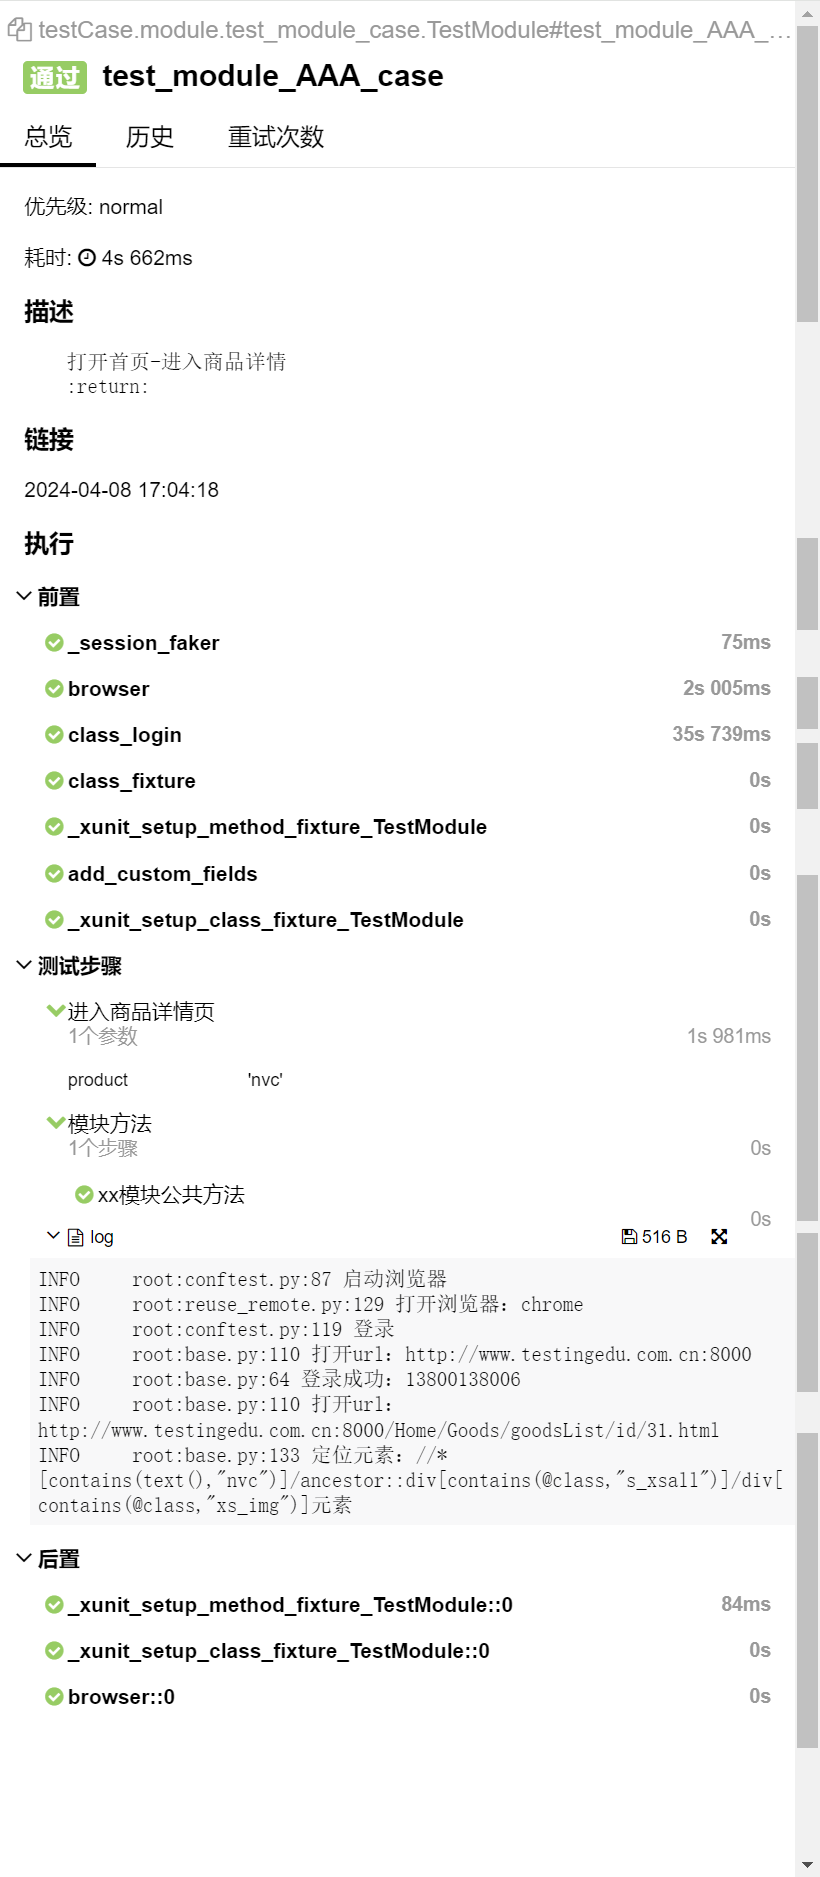 testCase.module.test_module_case.TestModule#test_module_AAA_...
通过 test_module_AAA_case
总览 历史 重试次数
优先级: normal
耗时: 4s 662ms
描述
打开首页-进入商品详情
:return:
链接
2024-04-08 17:04:18
执行
前置
_session_faker 75ms
browser 2s 005ms
class_login 35s 739ms
class_fixture 0s
_xunit_setup_method_fixture_TestModule 0s
add_custom_fields 0s
_xunit_setup_class_fixture_TestModule 0s
测试步骤
进入商品详情页
1个参数 1s 981ms
product 'nvc'
模块方法
1个步骤 0s
xx模块公共方法
0s
log 516 B
INFO root:conftest.py:87 启动浏览器
INFO root:reuse_remote.py:129 打开浏览器：chrome
INFO root:conftest.py:119 登录
INFO root:base.py:110 打开url：http://www.testingedu.com.cn:8000
INFO root:base.py:64 登录成功：13800138006
INFO root:base.py:110 打开url：
http://www.testingedu.com.cn:8000/Home/Goods/goodsList/id/31.html
INFO root:base.py:133 定位元素：//*
[contains(text(),"nvc")]/ancestor::div[contains(@class,"s_xsall")]/div[
contains(@class,"xs_img")]元素
后置
_xunit_setup_method_fixture_TestModule::0 84ms
_xunit_setup_class_fixture_TestModule::0 0s
browser::0 0s